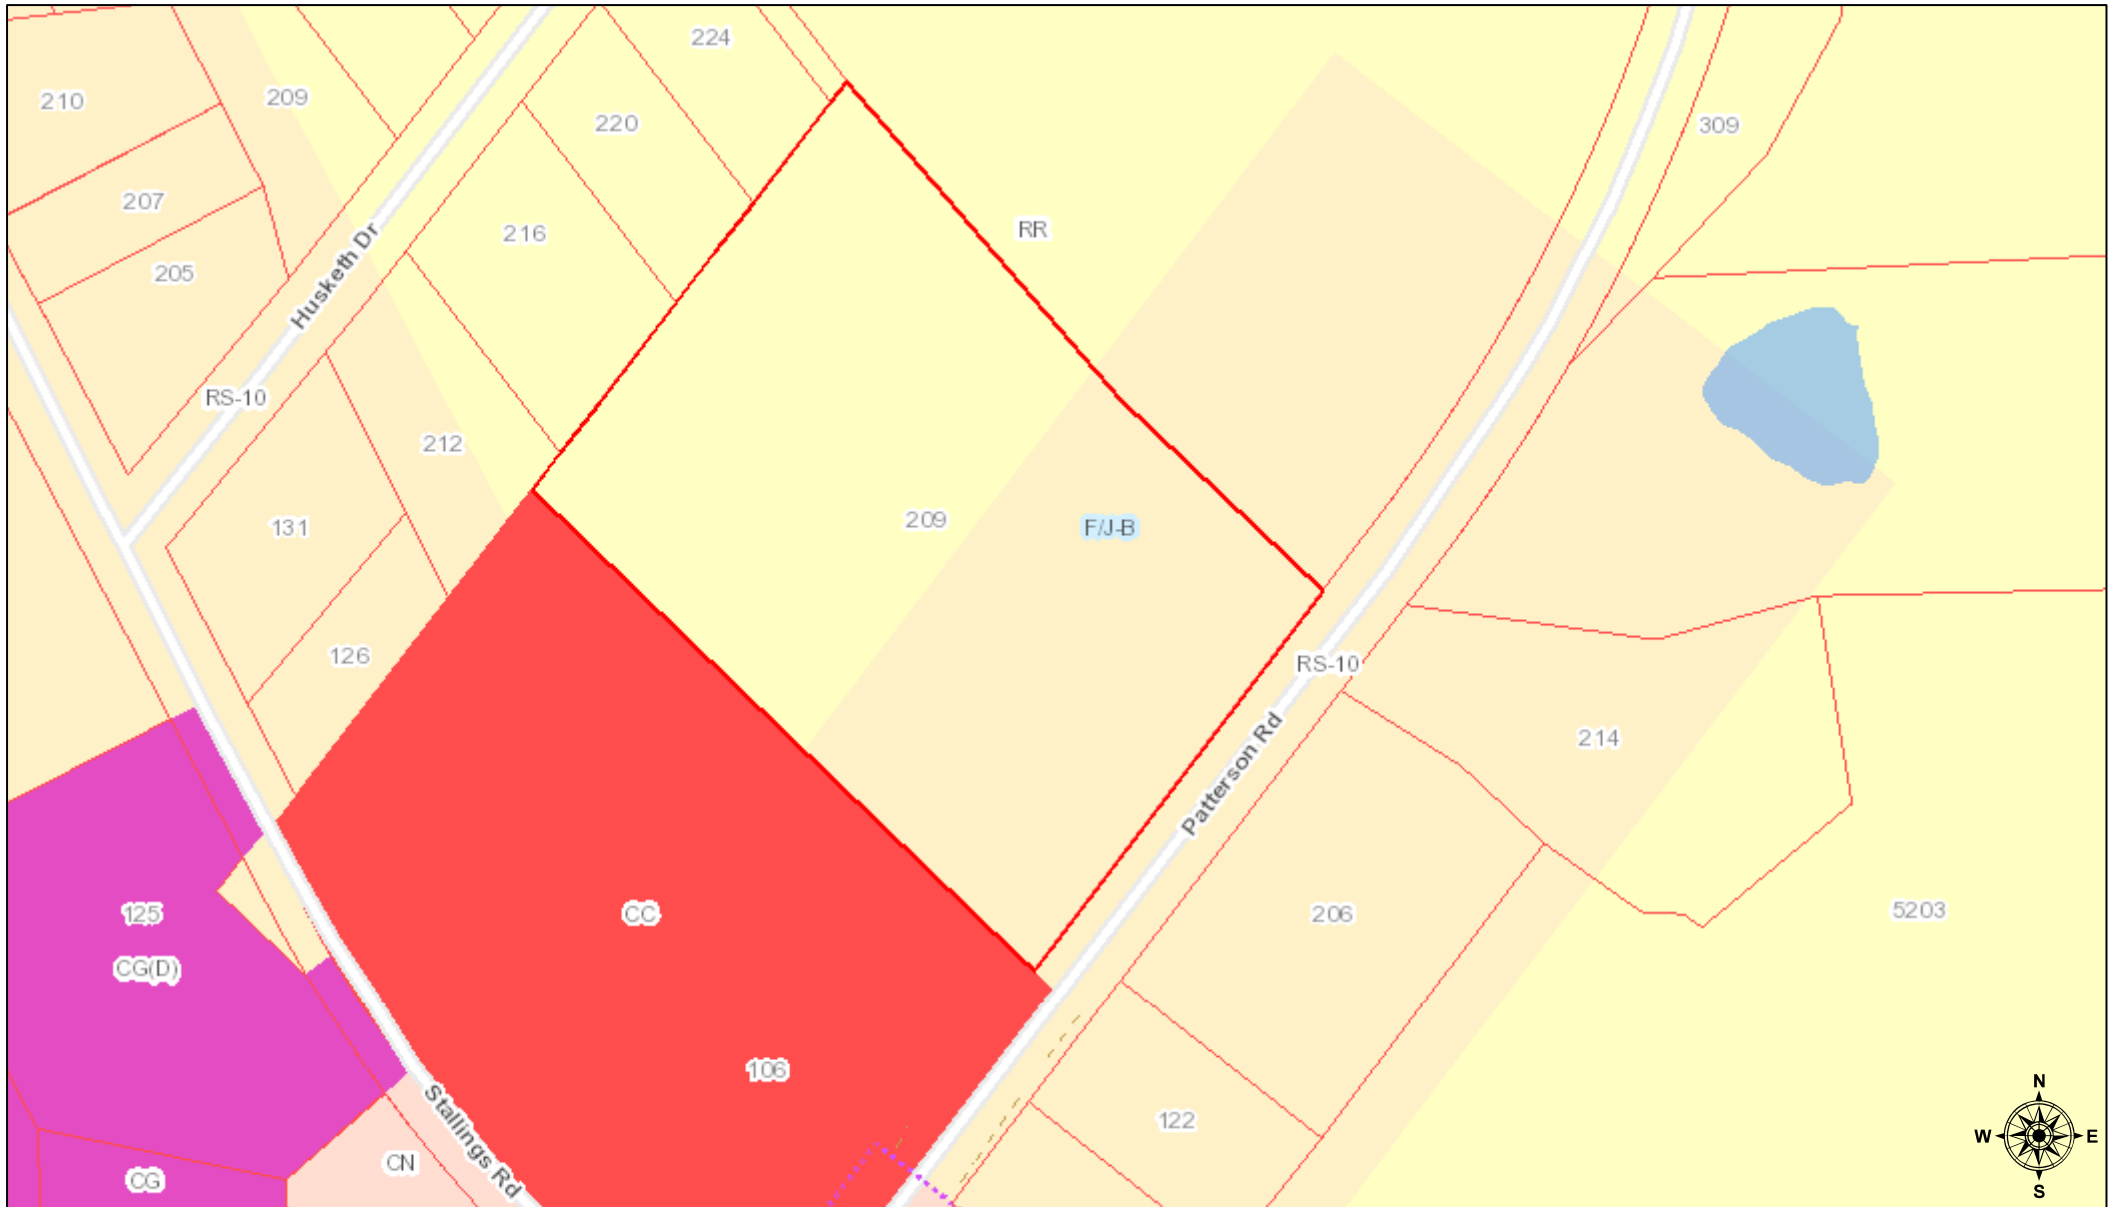 224
210
209
220
309
207
216
RR
205
Husketh Dr
RS-10
212
209
F/J-B
131
126
RS-10
214
Patterson Rd
125
CC
206
5203
CG(D)
106
122
Stallings Rd
CN
CG
N
W
E
S